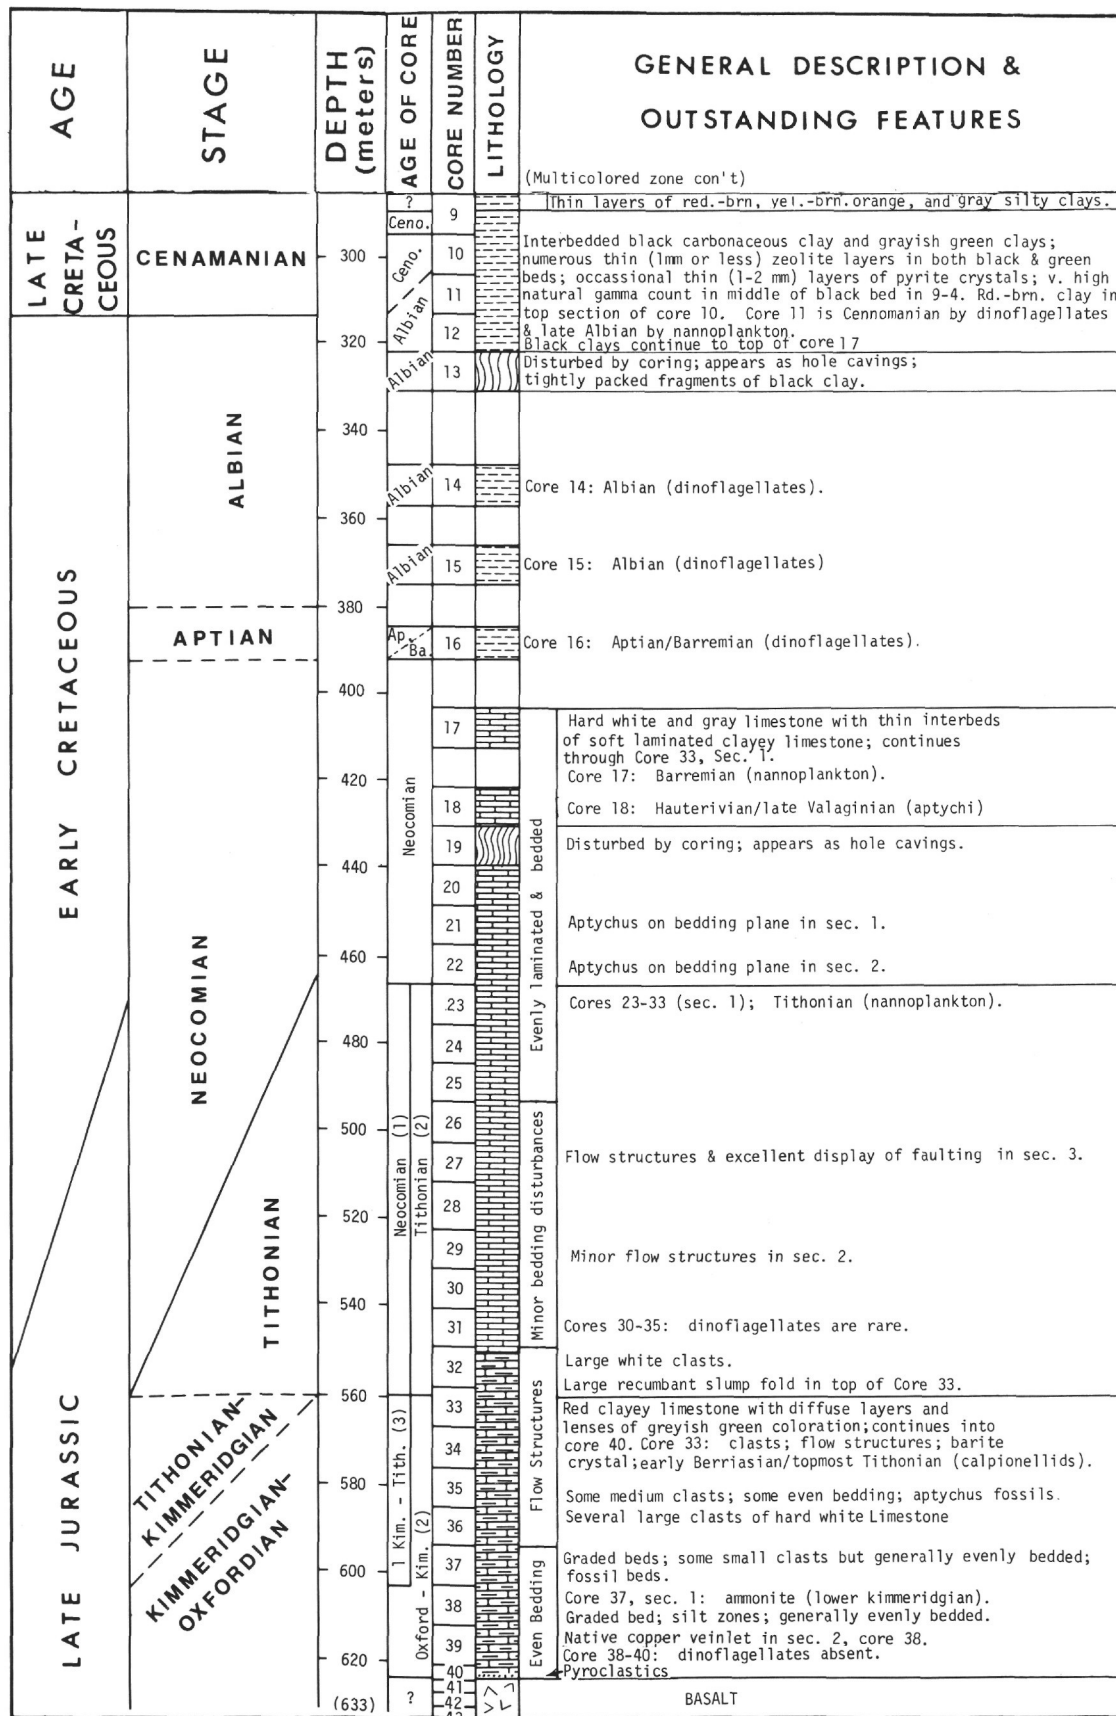 AGE
STAGE
DEPTH
(meters)
AGE OF CORE
CORE NUMBER
LITHOLOGY
GENERAL DESCRIPTION &
OUTSTANDING FEATURES
(Multicolored zone con't)
LATE
CRETA-
CEOUS
EARLY CRETACEOUS
LATE JURASSIC
CENAMANIAN
ALBIAN
APTIAN
NEOCOMIAN
TITHONIAN
TITHONIAN-
KIMMERIDGIAN
KIMMERIDGIAN-
OXFORDIAN
300
320
340
360
380
400
420
440
460
480
500
520
540
560
580
600
620
(633)
?
Ceno.
Ceno.
Albian
Albian
Albian
Albian
Ap.
Ba.
Neocomian
Neocomian (1)
Tithonian (2)
1 Kim. - Tith. (3)
Oxford - Kim. (2)
?
9
10
11
12
13
14
15
16
17
18
19
20
21
22
23
24
25
26
27
28
29
30
31
32
33
34
35
36
37
38
39
40
41
42
Thin layers of red.-brn, yel.-brn.orange, and gray silty clays.
Interbedded black carbonaceous clay and grayish green clays;
numerous thin (1mm or less) zeolite layers in both black & green
beds; occassional thin (1-2 mm) layers of pyrite crystals; v. high
natural gamma count in middle of black bed in 9-4. Rd.-brn. clay in
top section of core 10. Core 11 is Cennomanian by dinoflagellates
& late Albian by nannoplankton.
Black clays continue to top of core 17
Disturbed by coring; appears as hole cavings;
tightly packed fragments of black clay.
Core 14: Albian (dinoflagellates).
Core 15: Albian (dinoflagellates)
Core 16: Aptian/Barremian (dinoflagellates).
Evenly laminated & bedded
Hard white and gray limestone with thin interbeds
of soft laminated clayey limestone; continues
through Core 33, Sec. 1.
Core 17: Barremian (nannoplankton).
Core 18: Hauterivian/late Valaginian (aptychi)
Disturbed by coring; appears as hole cavings.
Aptychus on bedding plane in sec. 1.
Aptychus on bedding plane in sec. 2.
Cores 23-33 (sec. 1); Tithonian (nannoplankton).
Minor bedding disturbances
Flow structures & excellent display of faulting in sec. 3.
Minor flow structures in sec. 2.
Cores 30-35: dinoflagellates are rare.
Flow Structures
Large white clasts.
Large recumbant slump fold in top of Core 33.
Red clayey limestone with diffuse layers and
lenses of greyish green coloration;continues into
core 40. Core 33: clasts; flow structures; barite
crystal;early Berriasian/topmost Tithonian (calpionellids).
Some medium clasts; some even bedding; aptychus fossils.
Several large clasts of hard white Limestone
Even Bedding
Graded beds; some small clasts but generally evenly bedded;
fossil beds.
Core 37, sec. 1: ammonite (lower kimmeridgian).
Graded bed; silt zones; generally evenly bedded.
Native copper veinlet in sec. 2, core 38.
Core 38-40: dinoflagellates absent.
Pyroclastics
BASALT